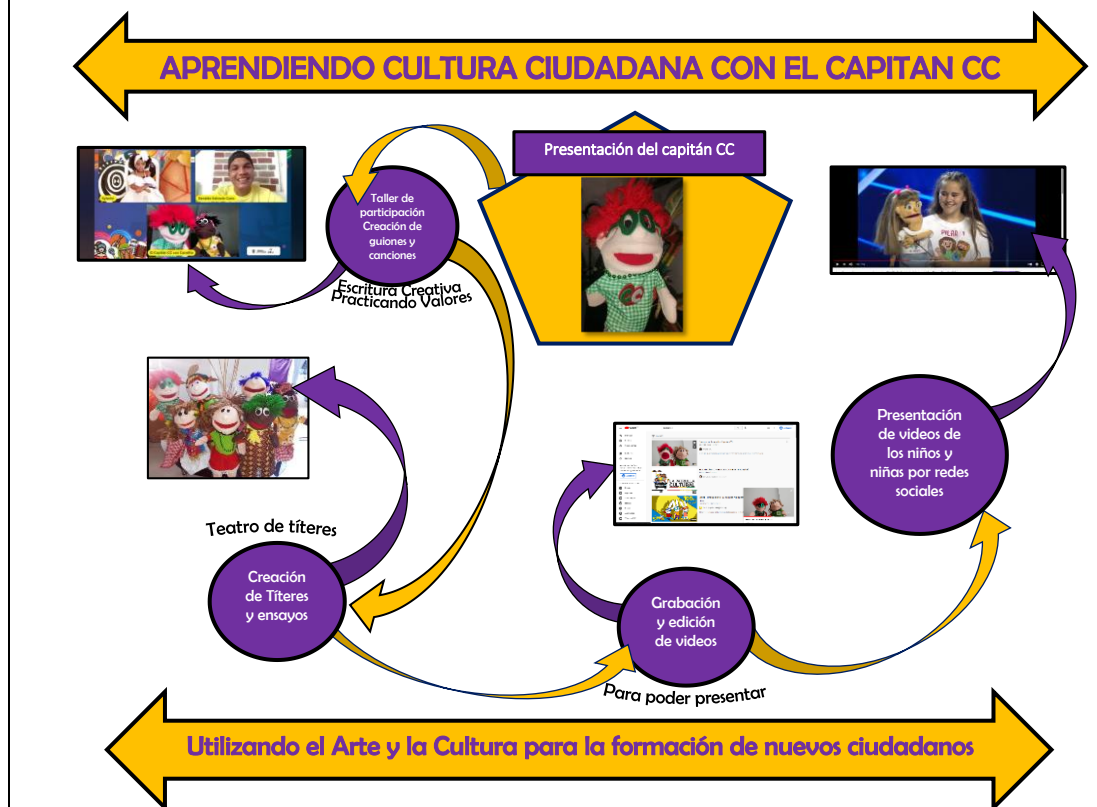 APRENDIENDO CULTURA CIUDADANA CON EL CAPITAN CC
Presentación del capitán CC
Taller de
participación
Creación de
guiones y
canciones
Escritura Creativa
Practicando Valores
Presentación
de videos de
los niños y
niñas por redes
sociales
Teatro de títeres
Creación
de Títeres
y ensayos
Grabación
y edición
de videos
Para poder presentar
Utilizando el Arte y la Cultura para la formación de nuevos ciudadanos